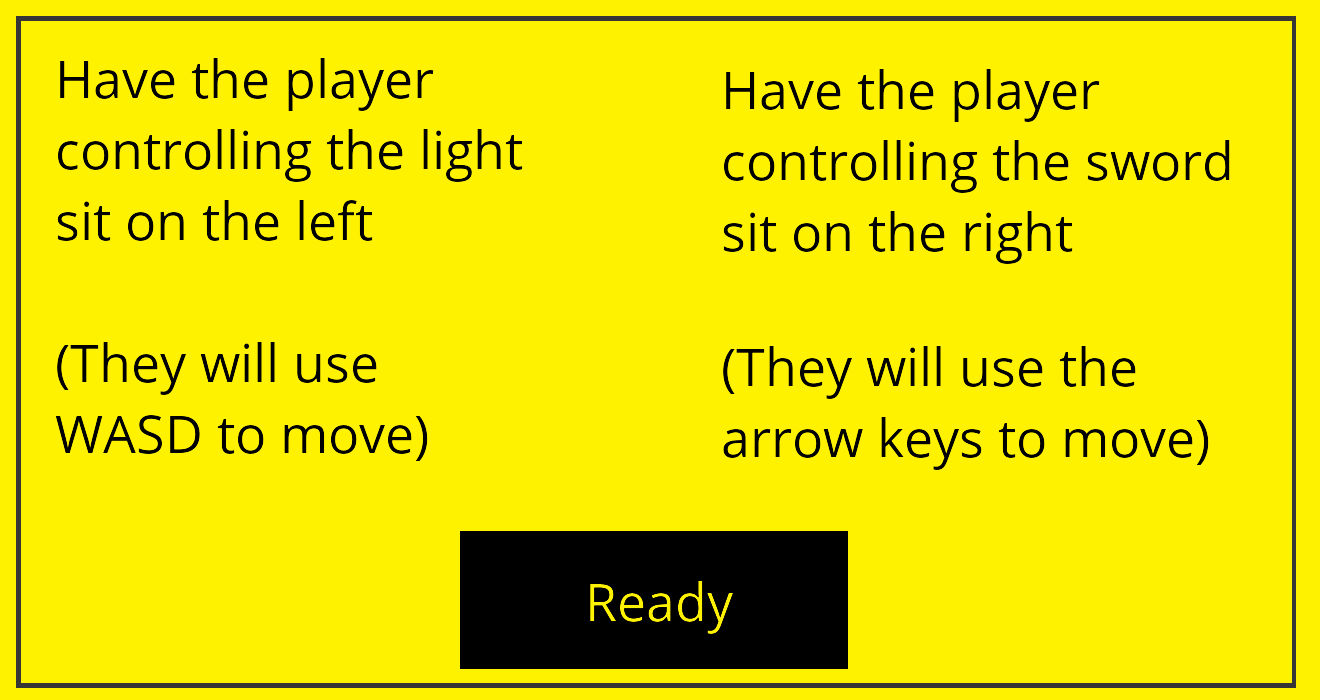 Have the player
controlling the light
sit on the left
(They will use
WASD to move)
Have the player
controlling the sword
sit on the right
(They will use the
arrow keys to move)
Ready